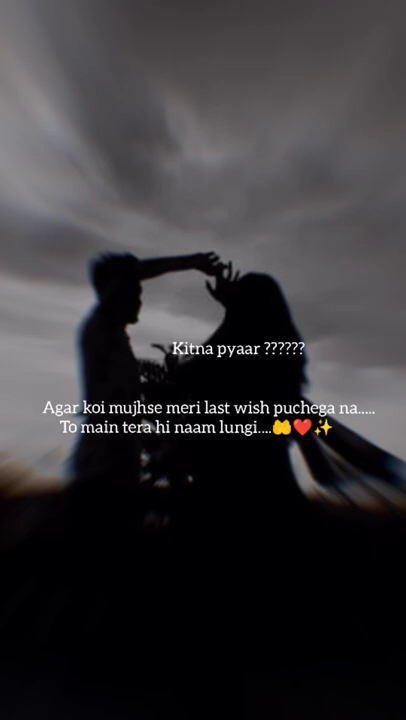 Kitna pyaar ??????
Agar koi mujhse meri last wish puchega na.....
To main tera hi naam lungi....🤲❤️✨